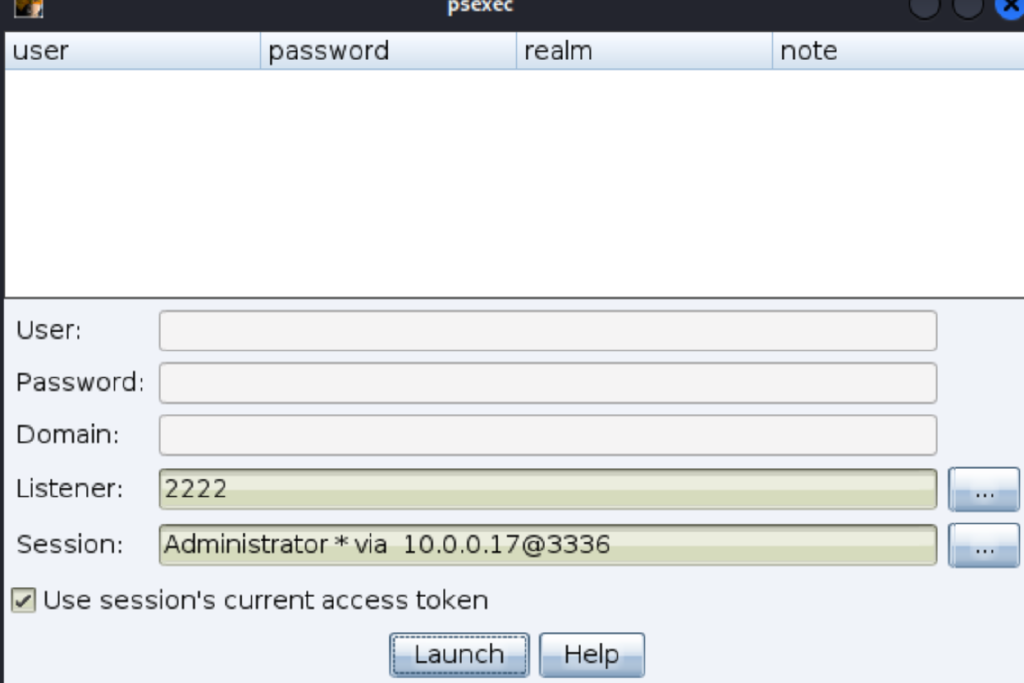 psexec
user password realm note
User:
Password:
Domain:
Listener: 2222 ...
Session: Administrator * via 10.0.0.17@3336 ...
Use session's current access token
Launch Help